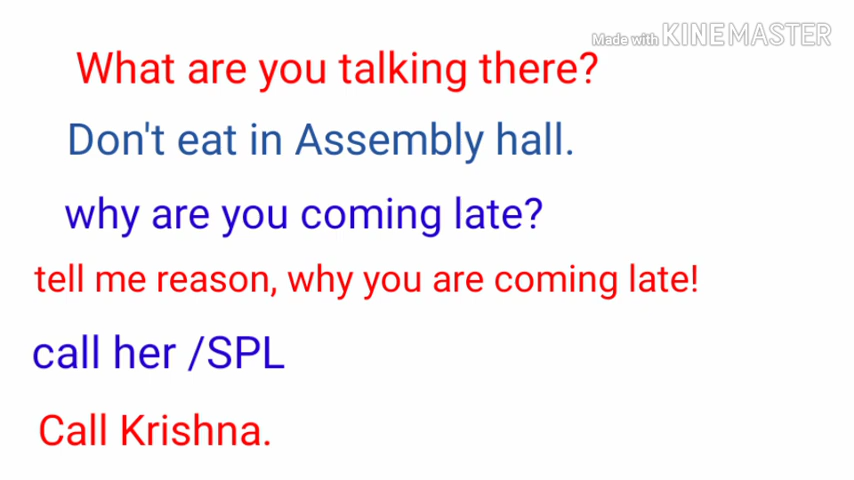 Made with KINEMASTER
What are you talking there?
Don't eat in Assembly hall.
why are you coming late?
tell me reason, why you are coming late!
call her /SPL
Call Krishna.